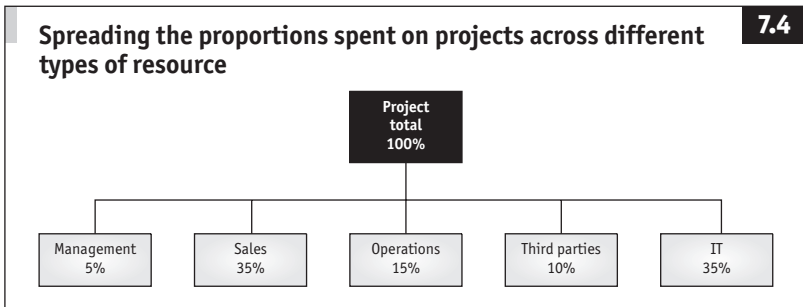 7.4
Spreading the proportions spent on projects across different
types of resource
Project
total
100%
Management
5%
Sales
35%
Operations
15%
Third parties
10%
IT
35%